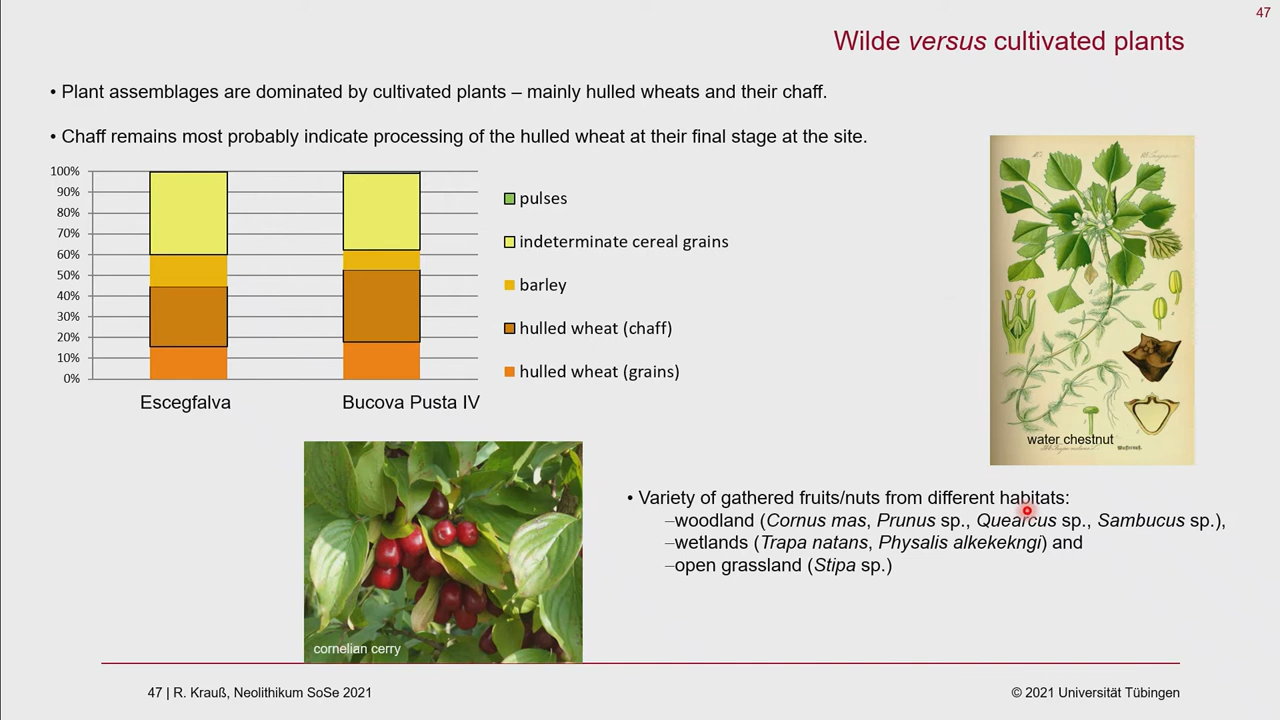 47
Wilde versus cultivated plants
• Plant assemblages are dominated by cultivated plants – mainly hulled wheats and their chaff.
• Chaff remains most probably indicate processing of the hulled wheat at their final stage at the site.
100%
90%
80%
70%
60%
50%
40%
30%
20%
10%
0%
Escegfalva
Bucova Pusta IV
pulses
indeterminate cereal grains
barley
hulled wheat (chaff)
hulled wheat (grains)
water chestnut
cornelian cerry
• Variety of gathered fruits/nuts from different habitats:
–woodland (Cornus mas, Prunus sp., Quearcus sp., Sambucus sp.),
–wetlands (Trapa natans, Physalis alkekekngi) and
–open grassland (Stipa sp.)
47 | R. Krauß, Neolithikum SoSe 2021
© 2021 Universität Tübingen